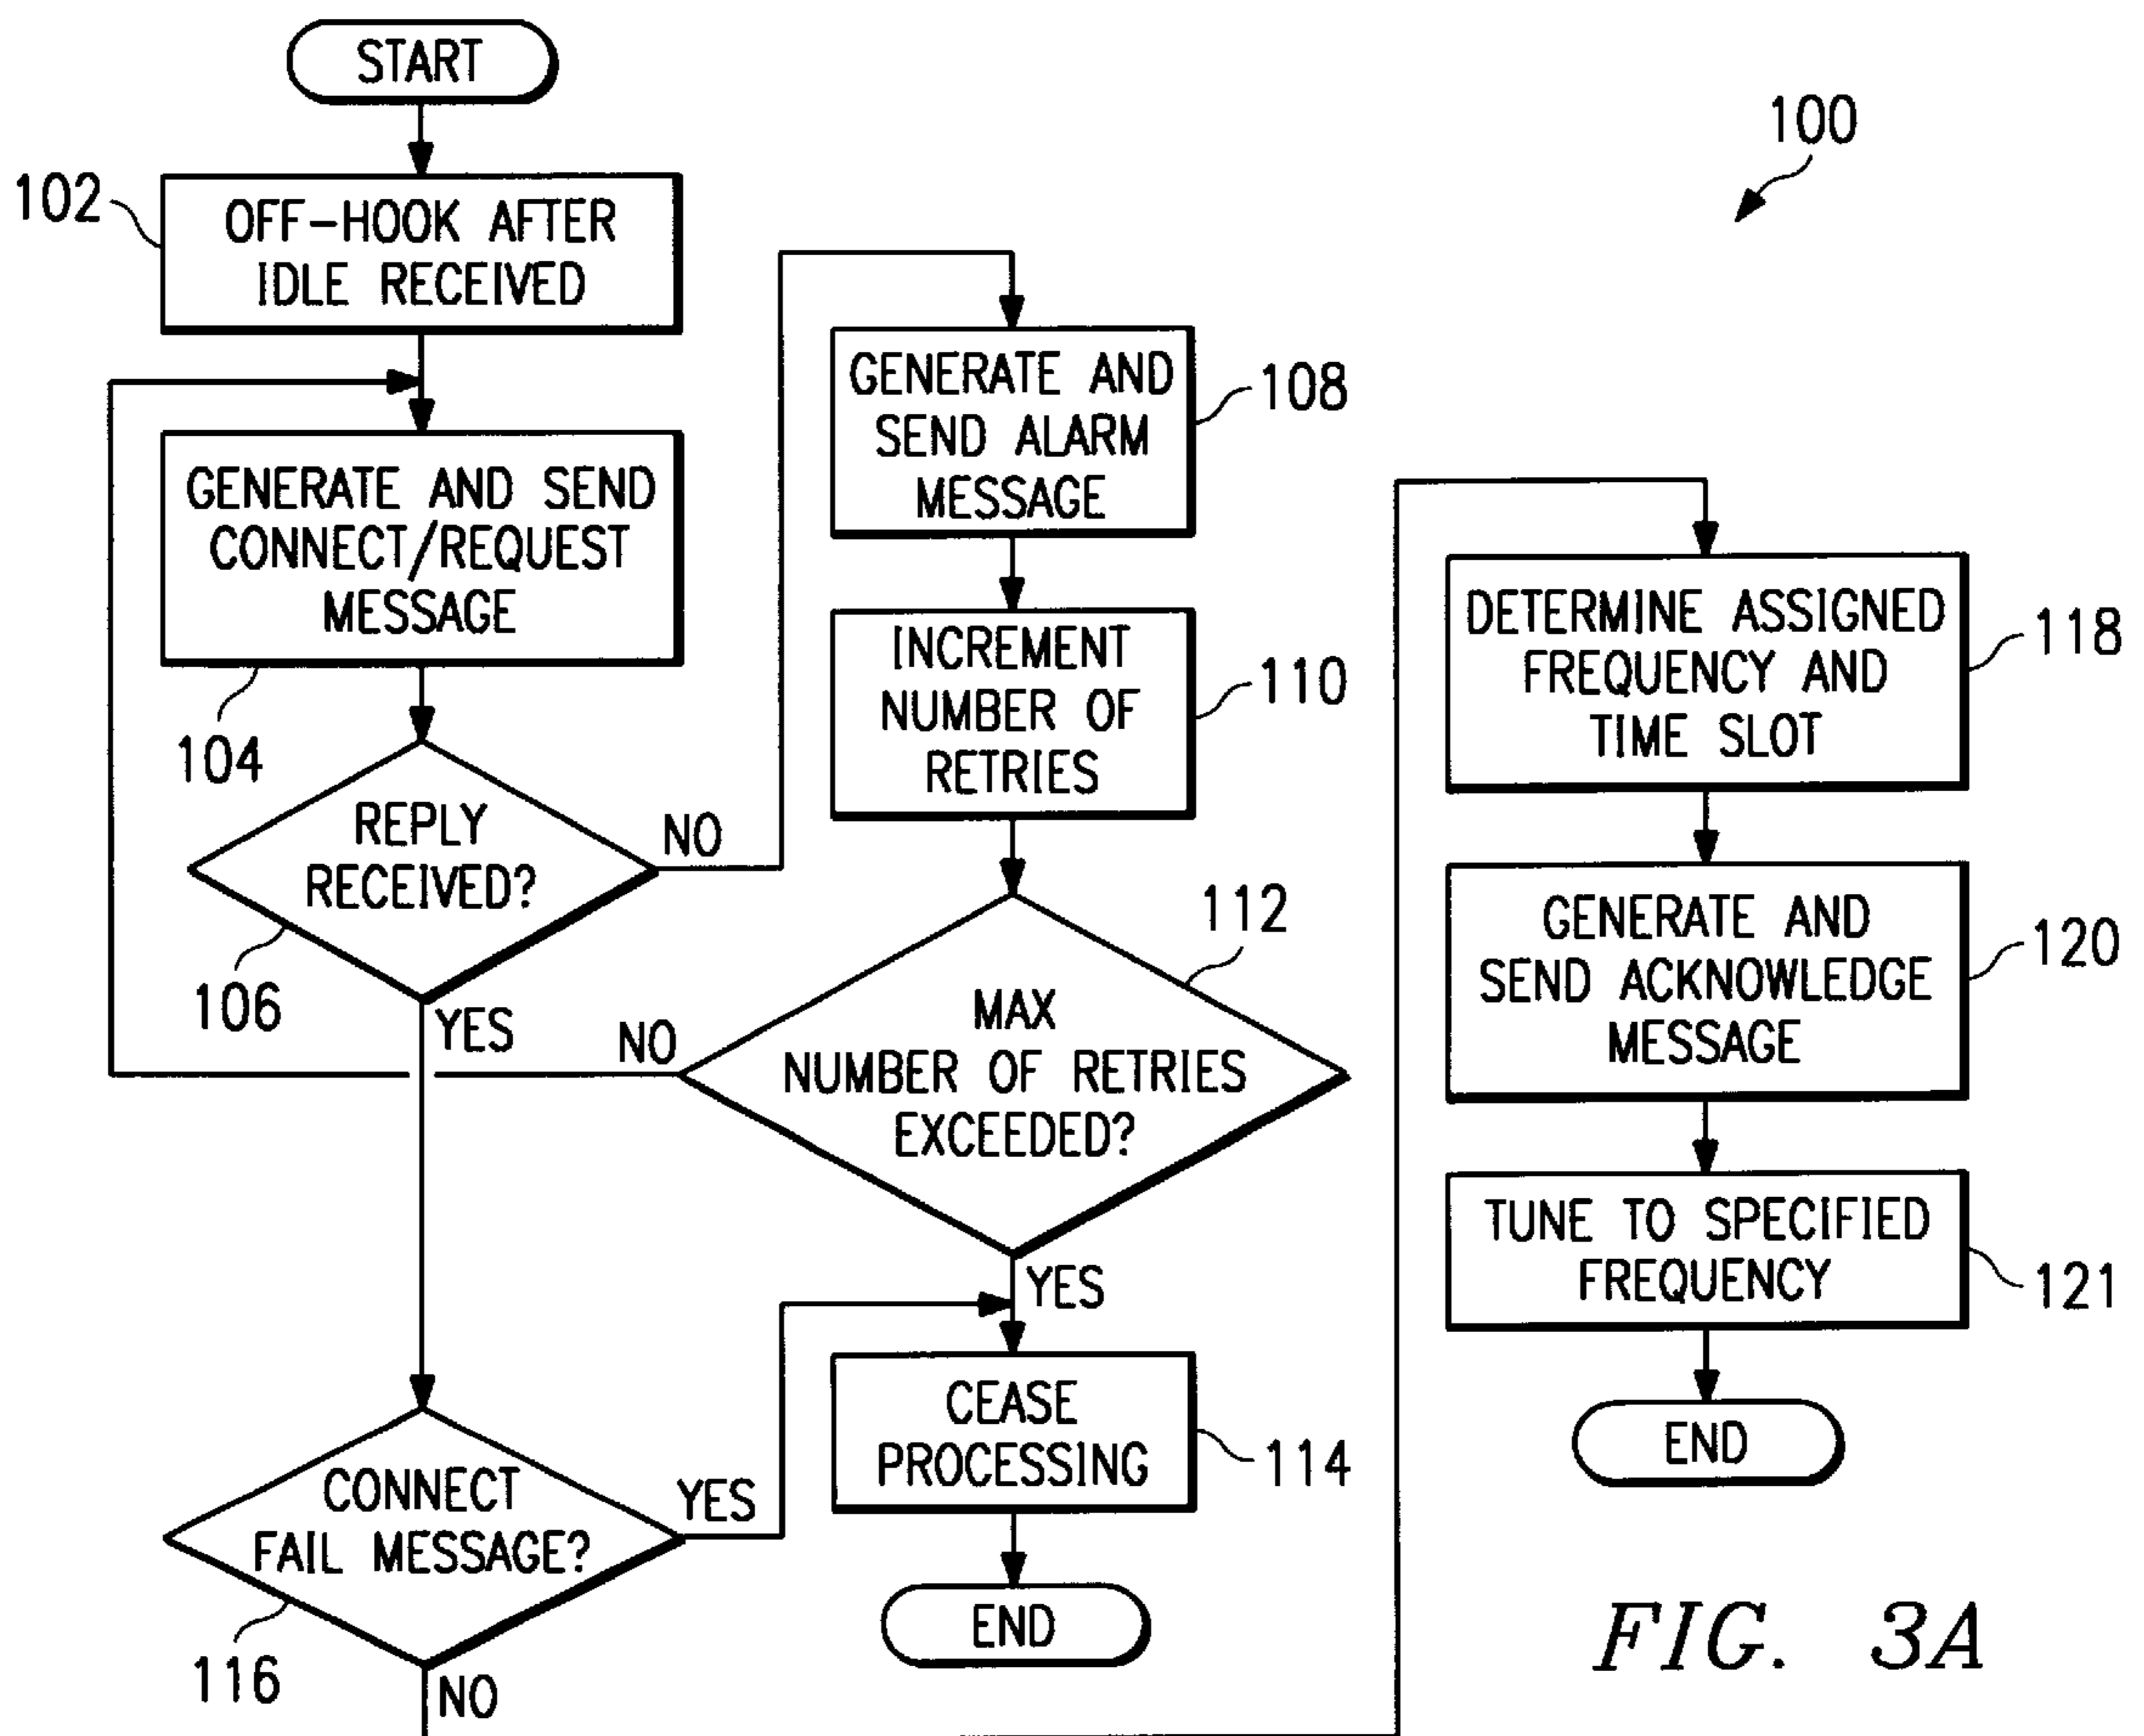 START
100
102
OFF-HOOK AFTER
IDLE RECEIVED
GENERATE AND SEND
CONNECT/REQUEST
MESSAGE
104
REPLY
RECEIVED?
NO
106
YES
GENERATE AND
SEND ALARM
MESSAGE
108
INCREMENT
NUMBER OF
RETRIES
110
112
MAX
NUMBER OF RETRIES
EXCEEDED?
NO
YES
CEASE
PROCESSING
114
END
CONNECT
FAIL MESSAGE?
YES
116
NO
DETERMINE ASSIGNED
FREQUENCY AND
TIME SLOT
118
GENERATE AND
SEND ACKNOWLEDGE
MESSAGE
120
TUNE TO SPECIFIED
FREQUENCY
121
END
FIG. 3A